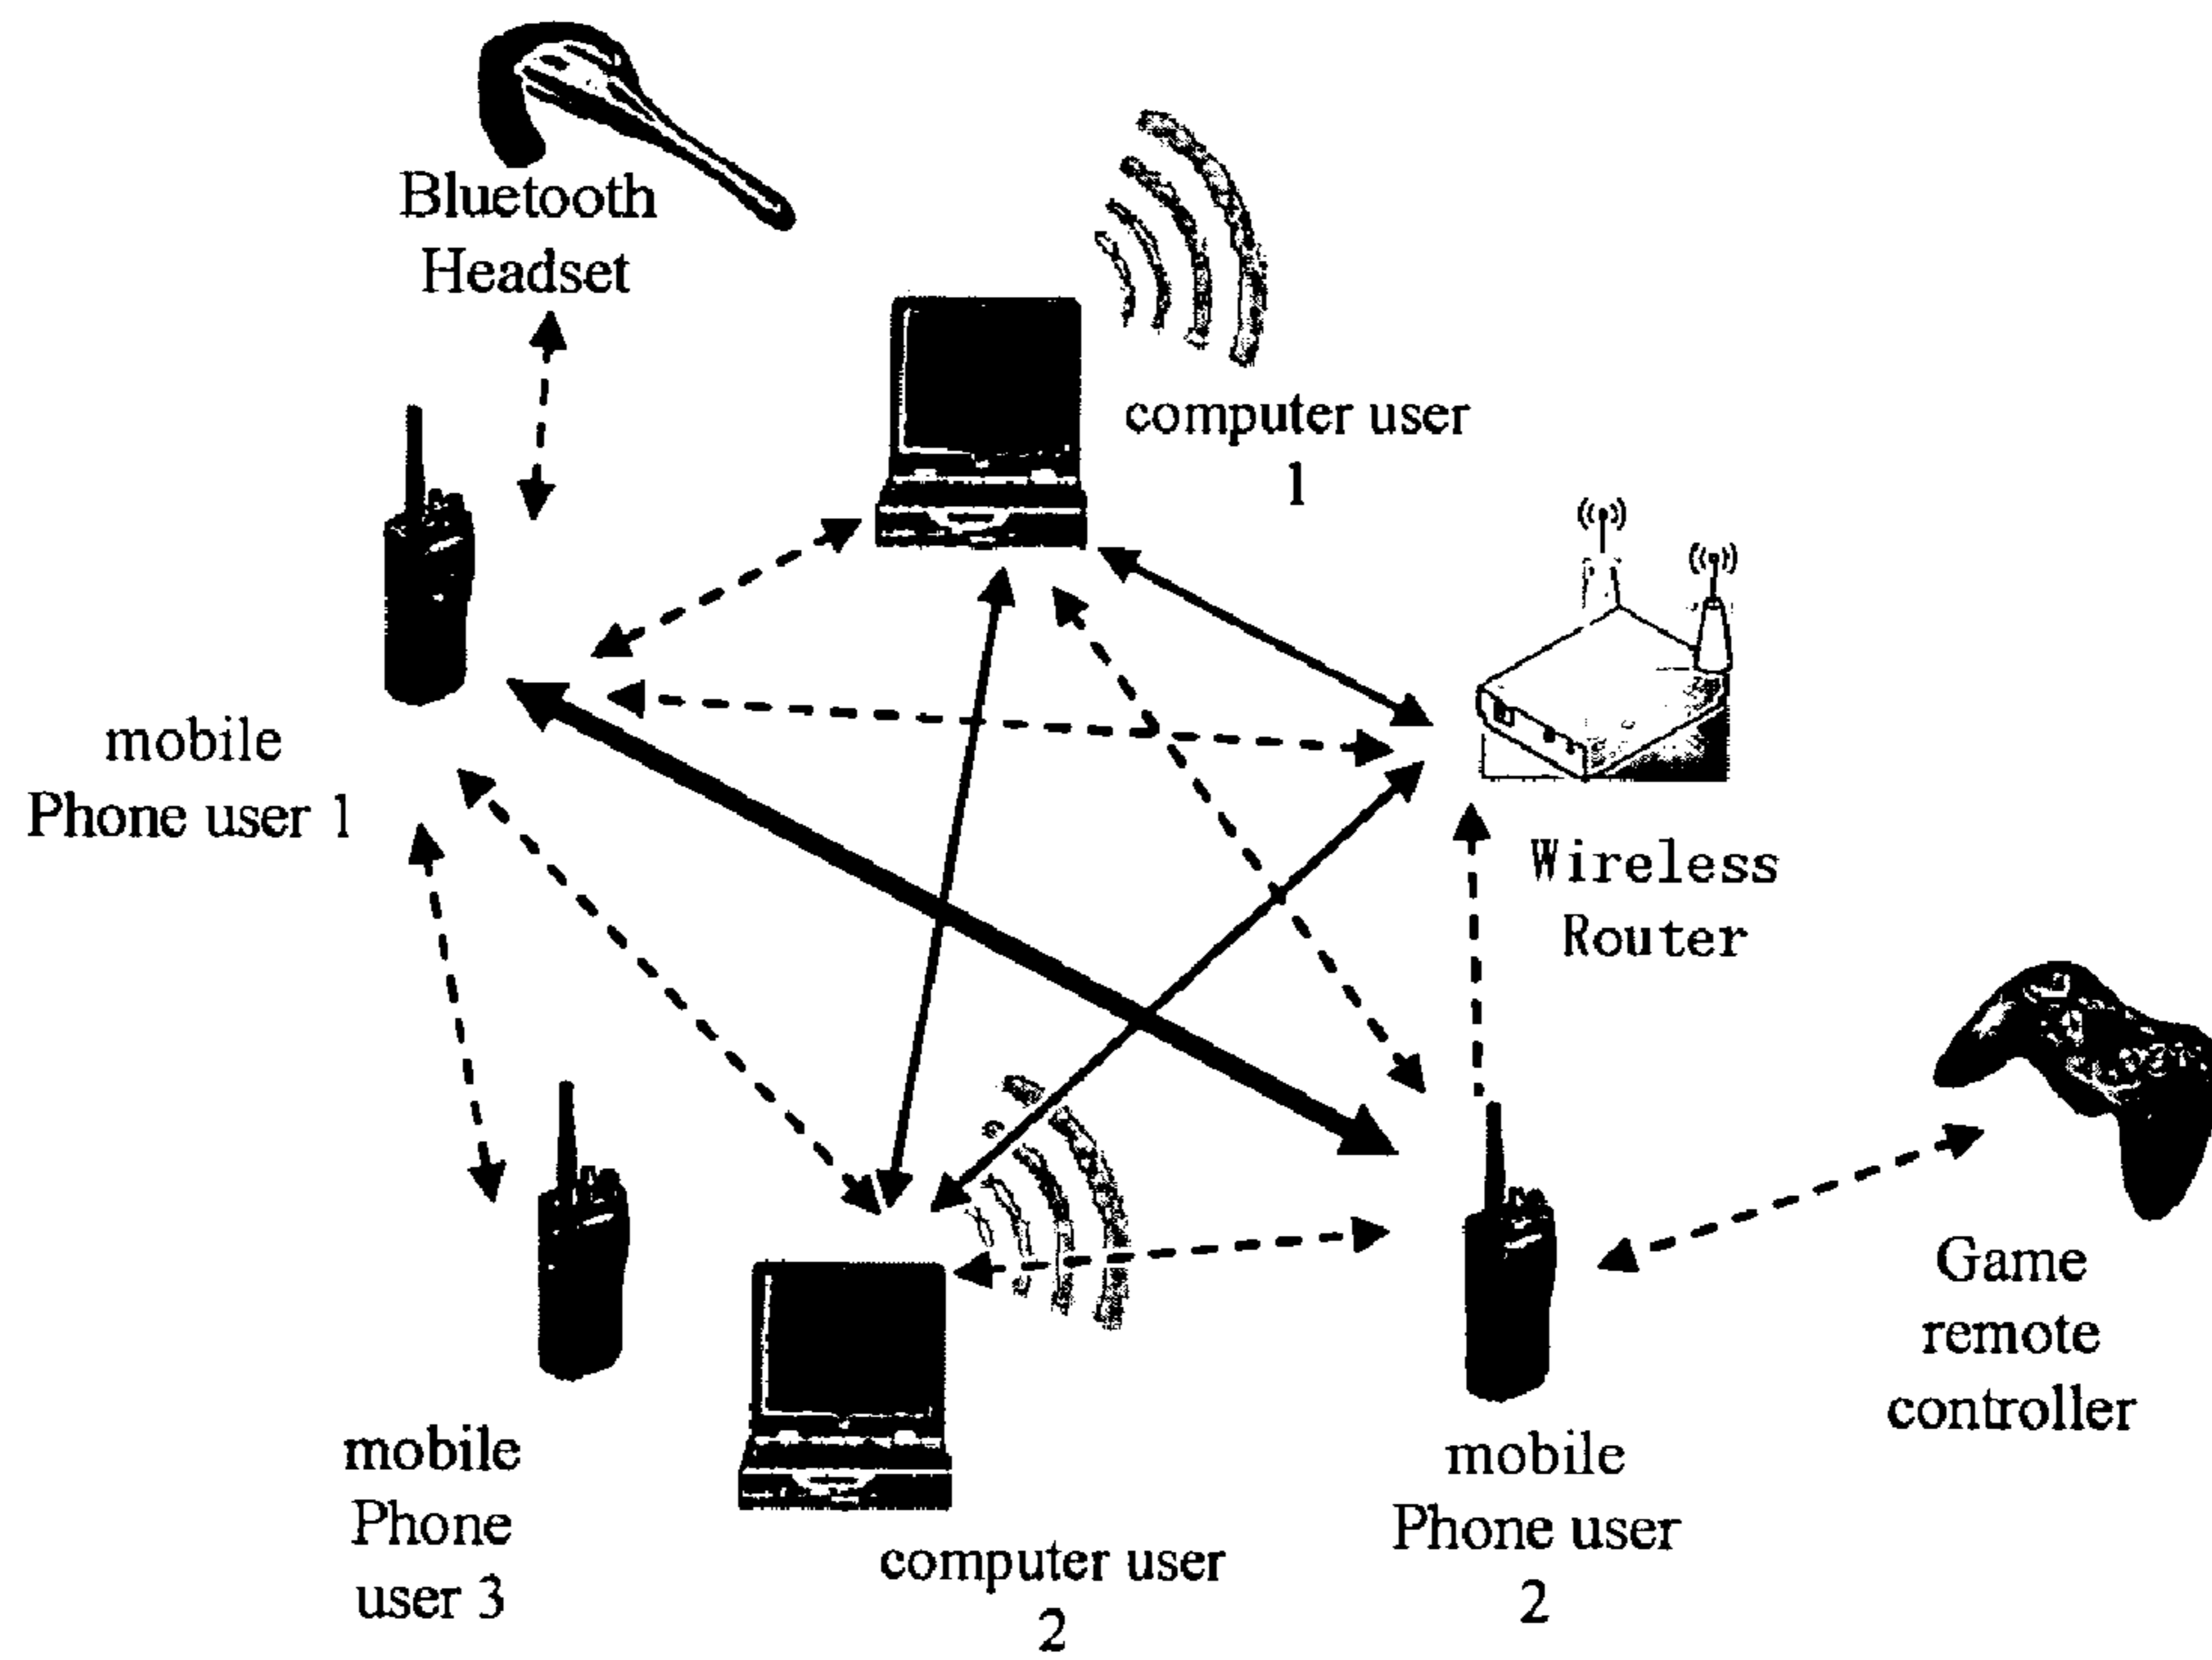 Bluetooth
Headset
computer user
1
mobile
Phone user 1
Wireless
Router
Game
remote
controller
mobile
Phone
user 3
computer user
2
mobile
Phone user
2